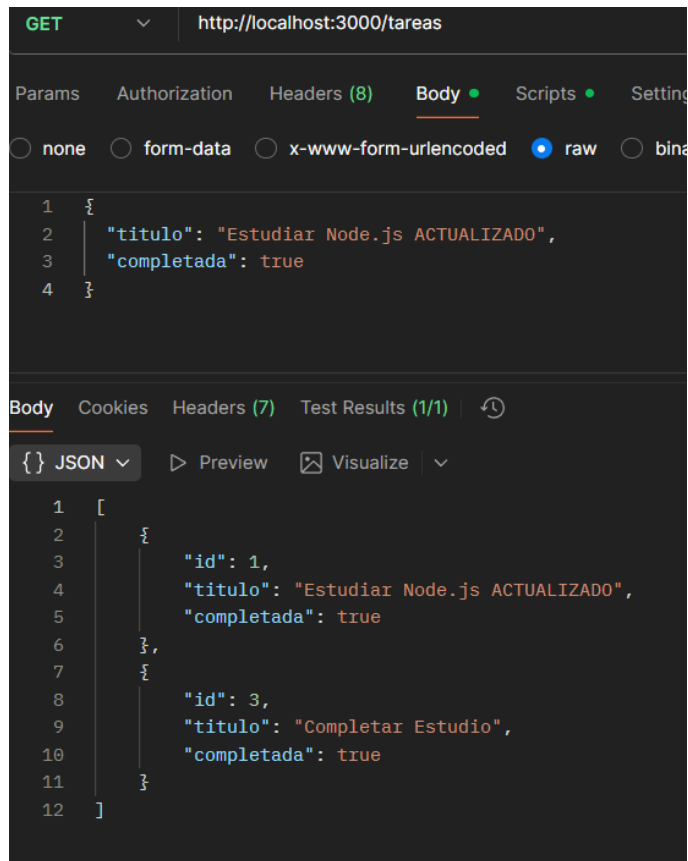 GET http://localhost:3000/tareas
Params Authorization Headers (8) Body Scripts Setting
none form-data x-www-form-urlencoded raw bina
1 {
2 "titulo": "Estudiar Node.js ACTUALIZADO",
3 "completada": true
4 }
Body Cookies Headers (7) Test Results (1/1)
{} JSON Preview Visualize
1 [
2 {
3 "id": 1,
4 "titulo": "Estudiar Node.js ACTUALIZADO",
5 "completada": true
6 },
7 {
8 "id": 3,
9 "titulo": "Completar Estudio",
10 "completada": true
11 }
12 ]